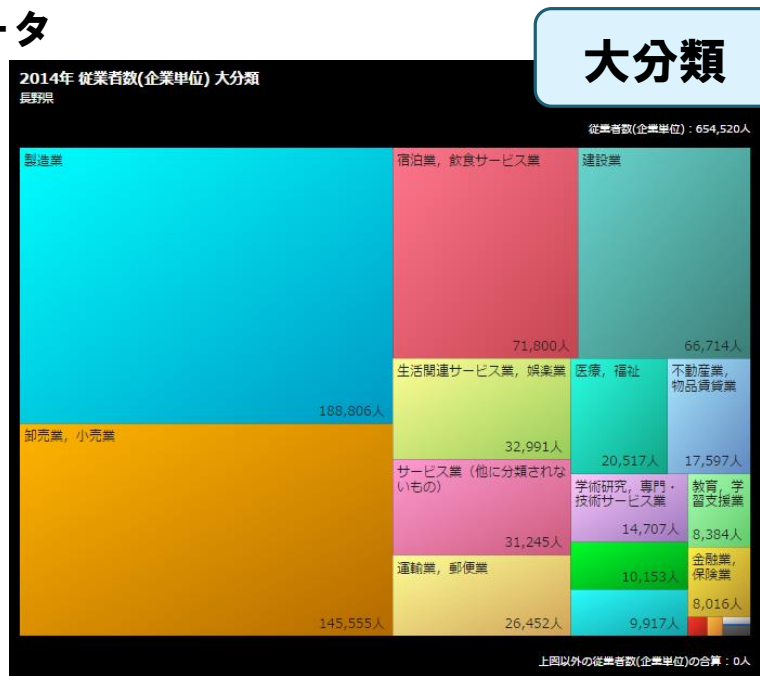 ータ
大分類
2014年 従業者数(企業単位) 大分類
長野県
従業者数(企業単位)：654,520人
製造業
188,806人
卸売業，小売業
145,555人
宿泊業，飲食サービス業
71,800人
建設業
66,714人
生活関連サービス業，娯楽業
32,991人
サービス業（他に分類されな
いもの）
31,245人
運輸業，郵便業
26,452人
医療，福祉
20,517人
不動産業，
物品賃貸業
17,597人
学術研究，専門・
技術サービス業
14,707人
教育，学
習支援業
8,384人
10,153人
9,917人
金融業，
保険業
8,016人
上図以外の従業者数(企業単位)の合算：0人